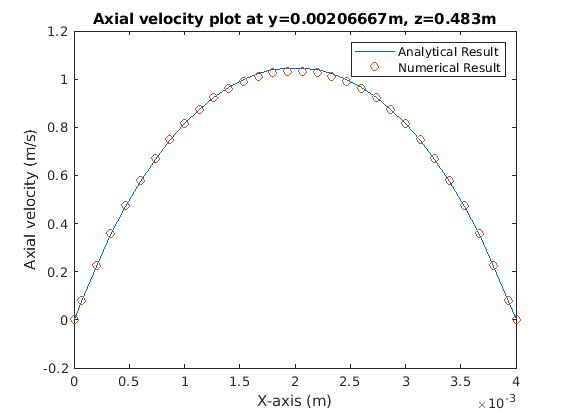 Axial velocity plot at y=0.00206667m, z=0.483m
Analytical Result
Numerical Result
Axial velocity (m/s)
1.2
1
0.8
0.6
0.4
0.2
0
-0.2
0 0.5 1 1.5 2 2.5 3 3.5 4
X-axis (m)
×10⁻³